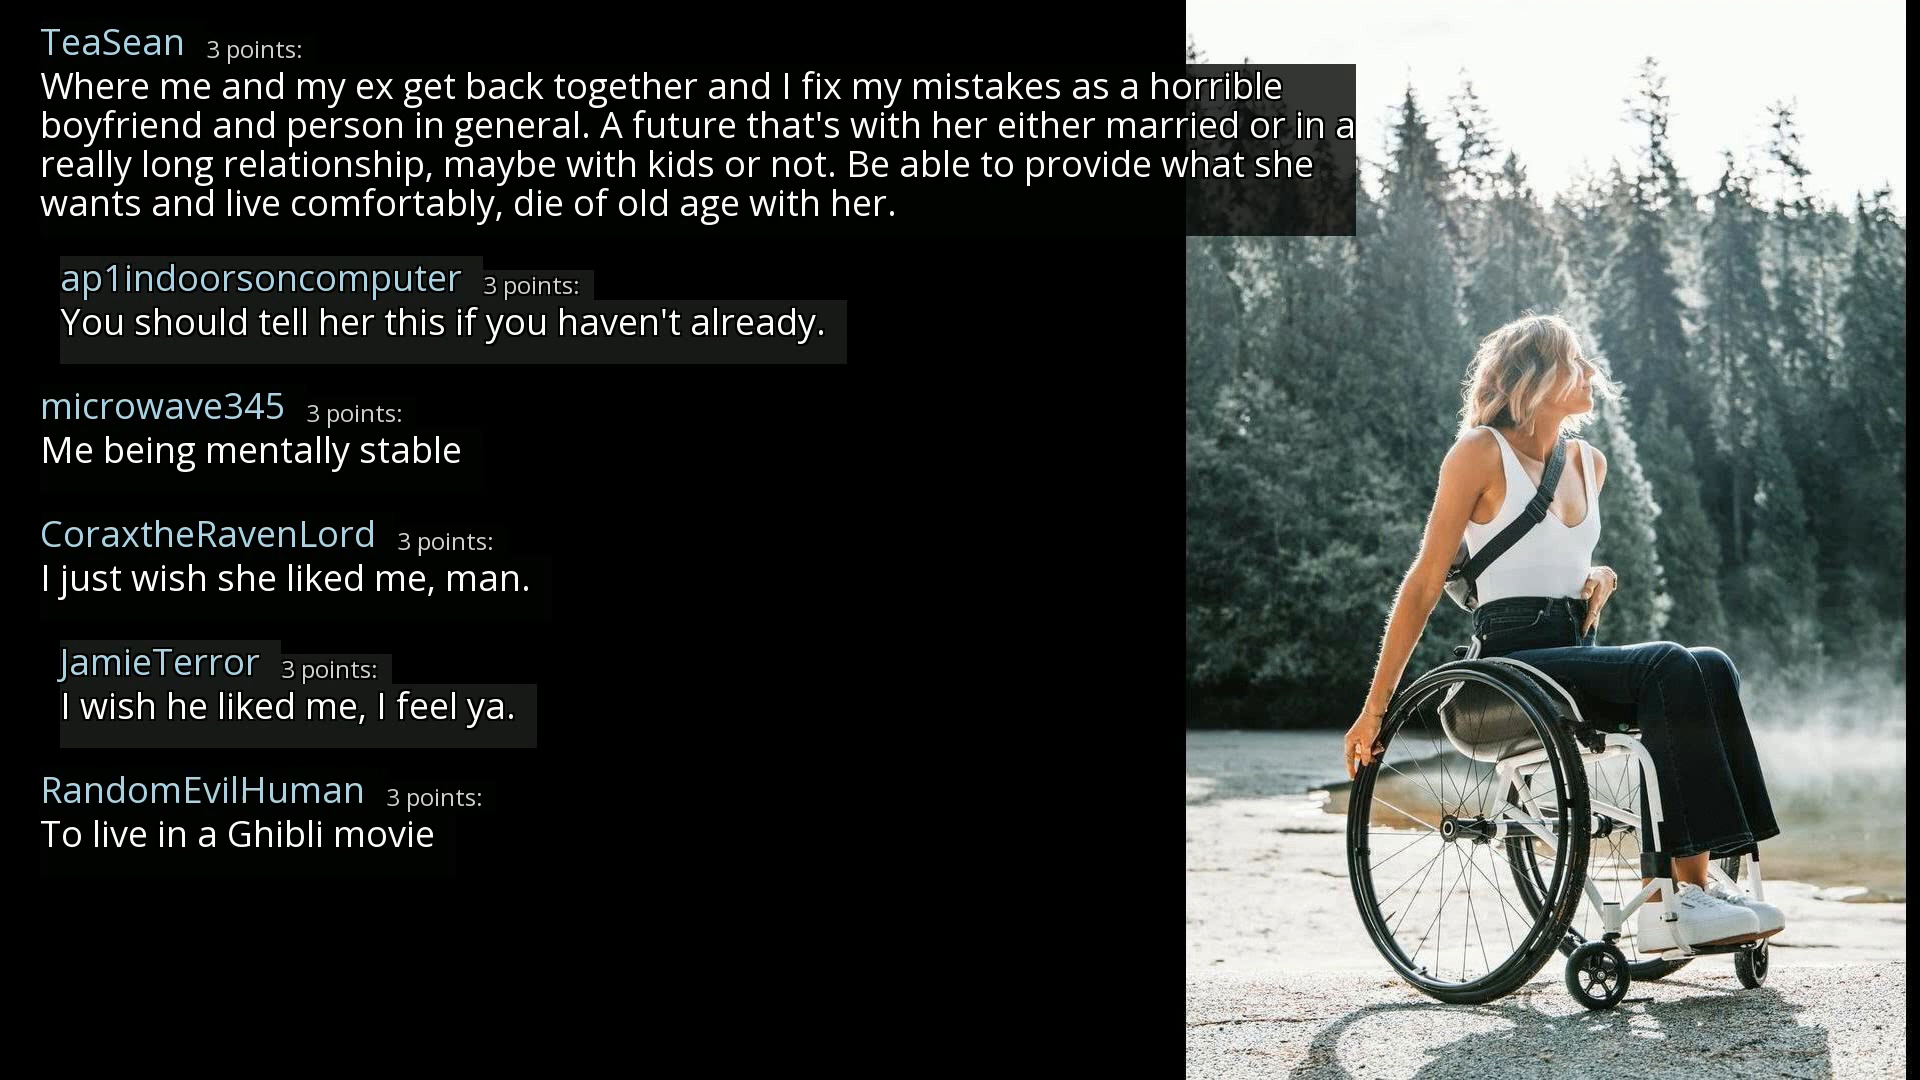 TeaSean 3 points:
Where me and my ex get back together and I fix my mistakes as a horrible
boyfriend and person in general. A future that's with her either married or in a
really long relationship, maybe with kids or not. Be able to provide what she
wants and live comfortably, die of old age with her.
ap1indoorsoncomputer 3 points:
You should tell her this if you haven't already.
microwave345 3 points:
Me being mentally stable
CoraxtheRavenLord 3 points:
I just wish she liked me, man.
JamieTerror 3 points:
I wish he liked me, I feel ya.
RandomEvilHuman 3 points:
To live in a Ghibli movie